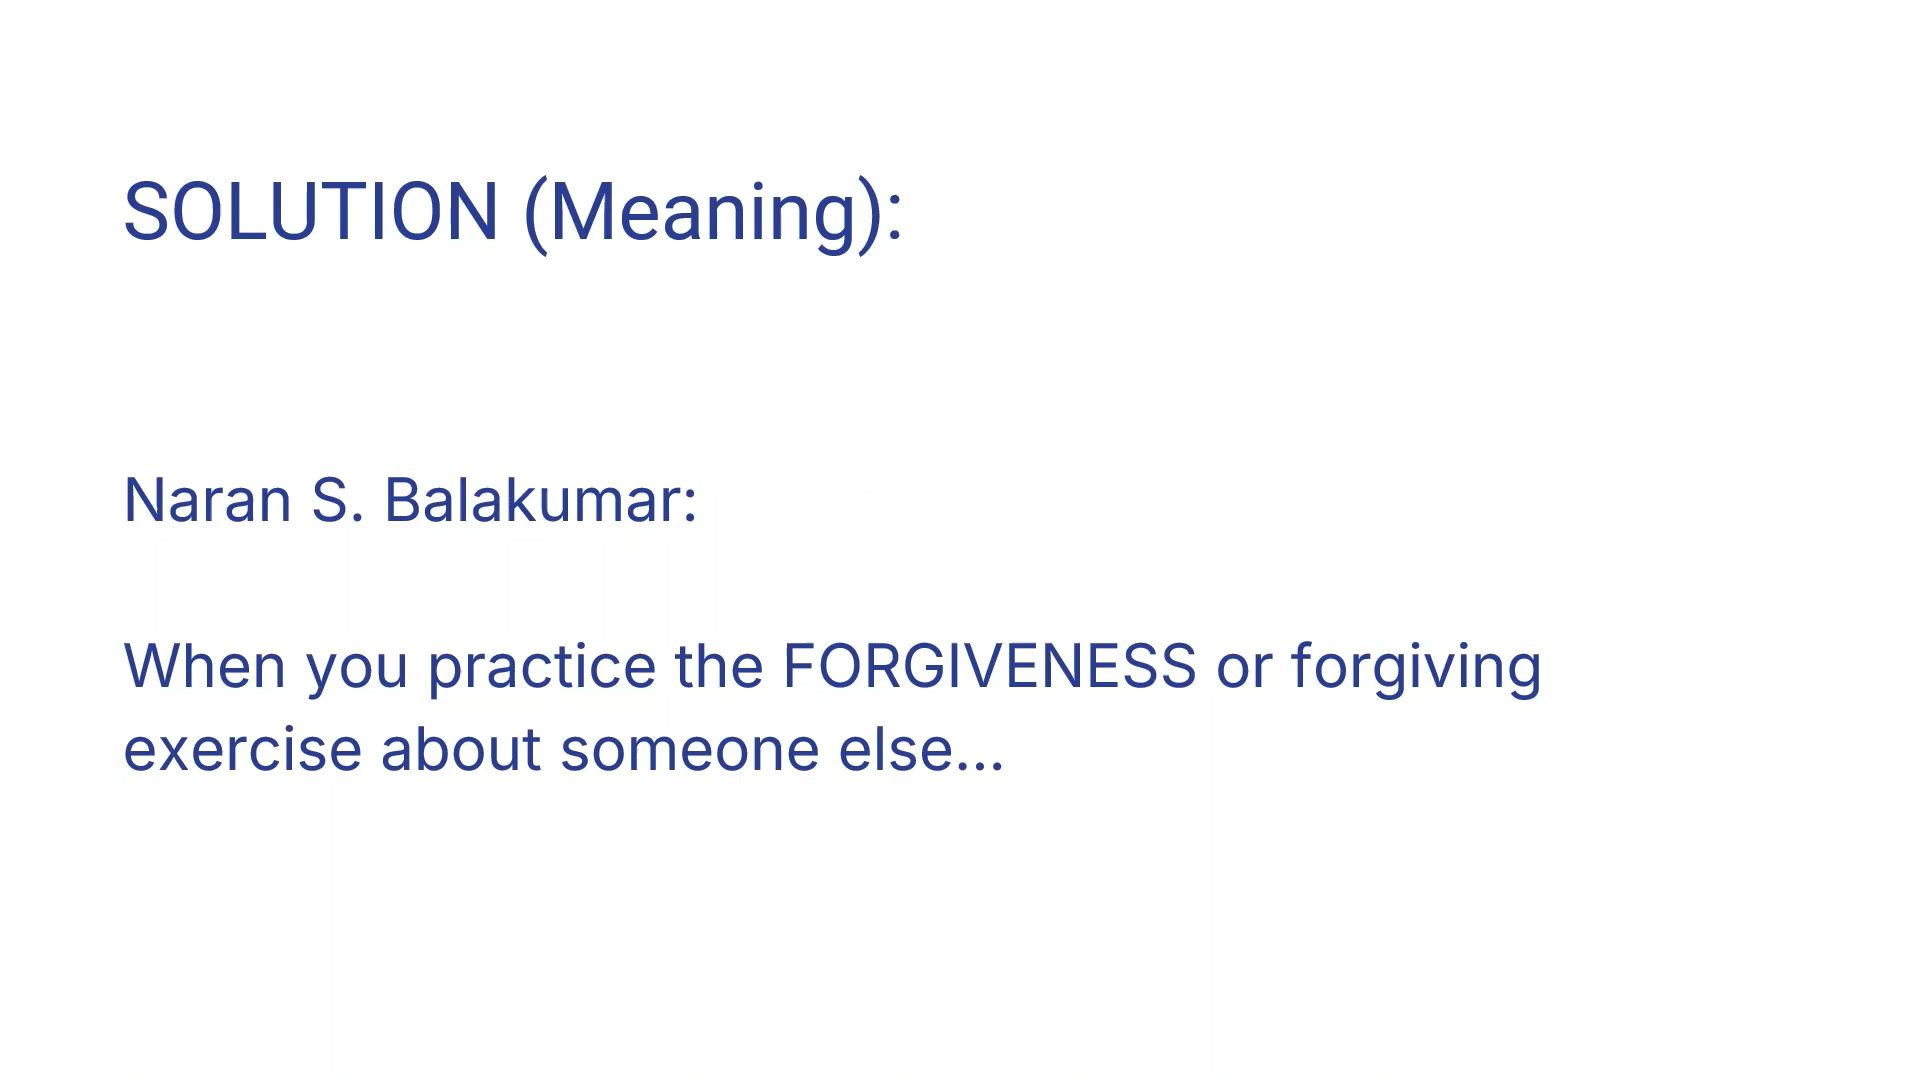 SOLUTION (Meaning):
Naran S. Balakumar:
When you practice the FORGIVENESS or forgiving
exercise about someone else...